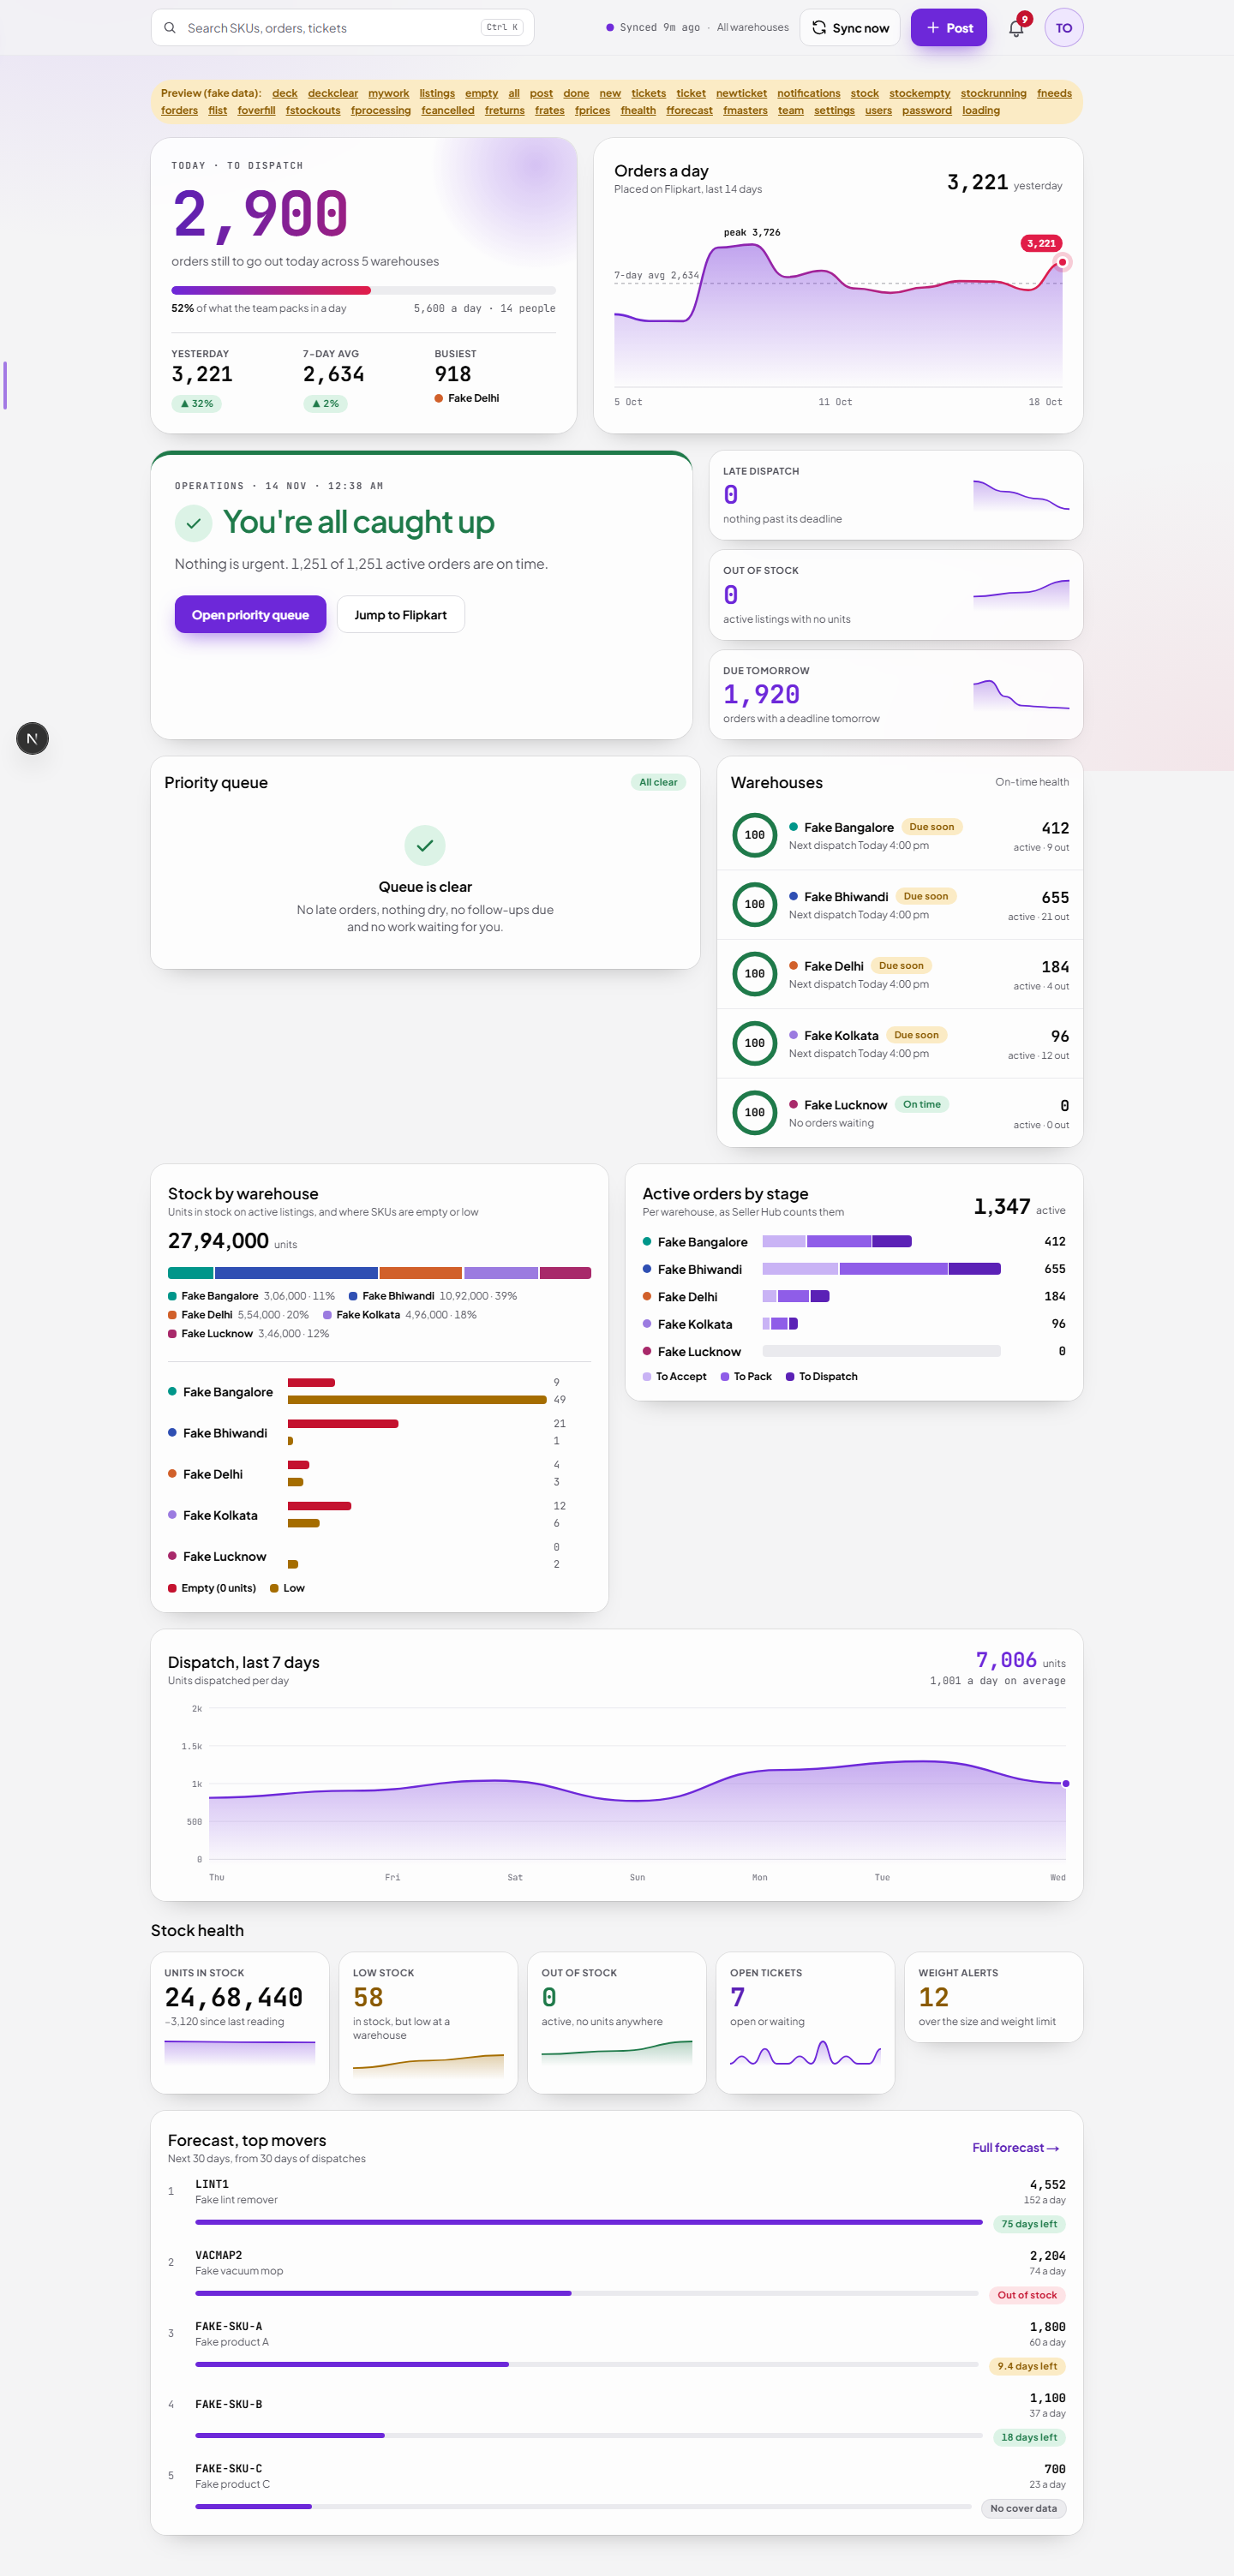 Search SKUs, orders, tickets
Ctrl K
Synced 9m ago · All warehouses
Sync now
Post
9
TO
Preview (fake data): deck deckclear mywork listings empty all post done new tickets ticket newticket notifications stock stockempty stockrunning fneeds
forders flist foverfill fstockouts fprocessing fcancelled freturns frates fprices fhealth fforecast fmasters team settings users password loading
TODAY · TO DISPATCH
2,900
orders still to go out today across 5 warehouses
52% of what the team packs in a day
5,600 a day · 14 people
YESTERDAY
3,221
▲ 32%
7-DAY AVG
2,634
▲ 2%
BUSIEST
918
Fake Delhi
Orders a day
Placed on Flipkart, last 14 days
3,221 yesterday
peak 3,726
3,221
7-day avg 2,634
5 Oct
11 Oct
18 Oct
OPERATIONS · 14 NOV · 12:38 AM
You're all caught up
Nothing is urgent. 1,251 of 1,251 active orders are on time.
Open priority queue
Jump to Flipkart
LATE DISPATCH
0
nothing past its deadline
OUT OF STOCK
0
active listings with no units
DUE TOMORROW
1,920
orders with a deadline tomorrow
N
Priority queue
All clear
Queue is clear
No late orders, nothing dry, no follow-ups due
and no work waiting for you.
Warehouses
On-time health
100
Fake Bangalore Due soon
Next dispatch Today 4:00 pm
412
active · 9 out
100
Fake Bhiwandi Due soon
Next dispatch Today 4:00 pm
655
active · 21 out
100
Fake Delhi Due soon
Next dispatch Today 4:00 pm
184
active · 4 out
100
Fake Kolkata Due soon
Next dispatch Today 4:00 pm
96
active · 12 out
100
Fake Lucknow On time
No orders waiting
0
active · 0 out
Stock by warehouse
Units in stock on active listings, and where SKUs are empty or low
27,94,000 units
Fake Bangalore 3,06,000 · 11% Fake Bhiwandi 10,92,000 · 39%
Fake Delhi 5,54,000 · 20% Fake Kolkata 4,96,000 · 18%
Fake Lucknow 3,46,000 · 12%
Fake Bangalore
9
49
Fake Bhiwandi
21
1
Fake Delhi
4
3
Fake Kolkata
12
6
Fake Lucknow
0
2
Empty (0 units) Low
Active orders by stage
Per warehouse, as Seller Hub counts them
1,347 active
Fake Bangalore 412
Fake Bhiwandi 655
Fake Delhi 184
Fake Kolkata 96
Fake Lucknow 0
To Accept To Pack To Dispatch
Dispatch, last 7 days
Units dispatched per day
7,006 units
1,001 a day on average
2k
1.5k
1k
500
0
Thu Fri Sat Sun Mon Tue Wed
Stock health
UNITS IN STOCK
24,68,440
−3,120 since last reading
LOW STOCK
58
in stock, but low at a
warehouse
OUT OF STOCK
0
active, no units anywhere
OPEN TICKETS
7
open or waiting
WEIGHT ALERTS
12
over the size and weight limit
Forecast, top movers
Next 30 days, from 30 days of dispatches
Full forecast →
1
LINT1
Fake lint remover
4,552
152 a day
75 days left
2
VACMAP2
Fake vacuum mop
2,204
74 a day
Out of stock
3
FAKE-SKU-A
Fake product A
1,800
60 a day
9.4 days left
4
FAKE-SKU-B
1,100
37 a day
18 days left
5
FAKE-SKU-C
Fake product C
700
23 a day
No cover data